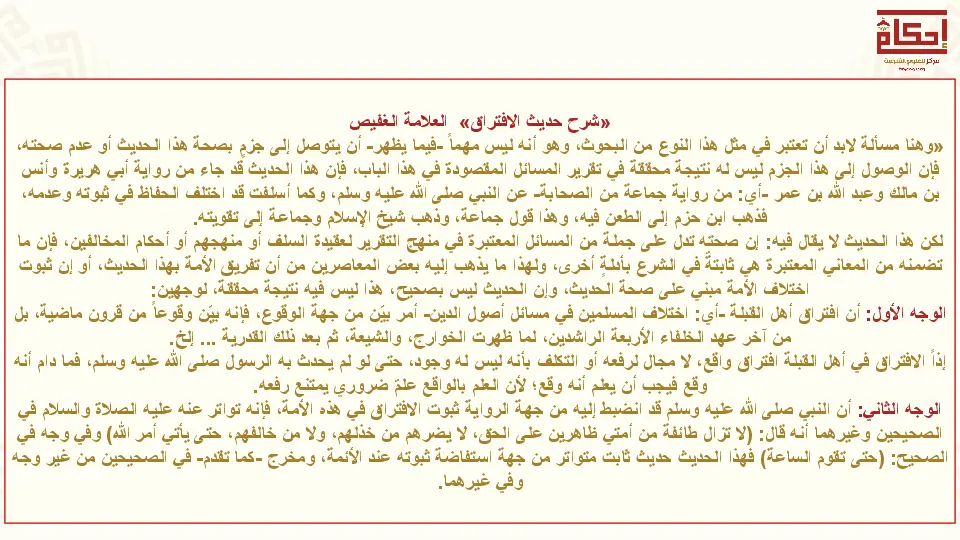 إحكام
مركز للعلوم الشرعية
«شرح حديث الافتراق» العلامة الغفيص
«وهنا مسألة لابد أن تعتبر في مثل هذا النوع من البحوث، وهو أنه ليس مهماً -فيما يظهر- أن يتوصل إلى جزمٍ بصحة هذا الحديث أو عدم صحته،
فإن الوصول إلى هذا الجزم ليس له نتيجة محققة في تقرير المسائل المقصودة في هذا الباب، فإن هذا الحديث قد جاء من رواية أبي هريرة وأنس
بن مالك وعبد الله بن عمر -أي: من رواية جماعة من الصحابة- عن النبي صلى الله عليه وسلم، وكما أسلفت قد اختلف الحفاظ في ثبوته وعدمه،
فذهب ابن حزم إلى الطعن فيه، وهذا قول جماعة، وذهب شيخ الإسلام وجماعة إلى تقويته.
لكن هذا الحديث لا يقال فيه: إن صحته تدل على جملة من المسائل المعتبرة في منهج التقرير لعقيدة السلف أو منهجهم أو أحكام المخالفين، فإن ما
تضمنه من المعاني المعتبرة هي ثابتةٌ في الشرع بأدلةٍ أخرى، ولهذا ما يذهب إليه بعض المعاصرين من أن تفريق الأمة بهذا الحديث، أو إن ثبوت
اختلاف الأمة مبني على صحة الحديث، وإن الحديث ليس بصحيح، هذا ليس فيه نتيجة محققة، لوجهين:
الوجه الأول: أن افتراق أهل القبلة -أي: اختلاف المسلمين في مسائل أصول الدين- أمر بيّن من جهة الوقوع، فإنه بيّن وقوعاً من قرون ماضية، بل
من آخر عهد الخلفاء الأربعة الراشدين، لما ظهرت الخوارج، والشيعة، ثم بعد ذلك القدرية ... إلخ.
إذاً الافتراق في أهل القبلة افتراق واقع، لا مجال لرفعه أو التكلف بأنه ليس له وجود، حتى لو لم يحدث به الرسول صلى الله عليه وسلم، فما دام أنه
وقع فيجب أن يعلم أنه وقع؛ لأن العلم بالواقع علمٌ ضروري يمتنع رفعه.
الوجه الثاني: أن النبي صلى الله عليه وسلم قد انضبط إليه من جهة الرواية ثبوت الافتراق في هذه الأمة، فإنه تواتر عنه عليه الصلاة والسلام في
الصحيحين وغيرهما أنه قال: (لا تزال طائفة من أمتي ظاهرين على الحق، لا يضرهم من خذلهم، ولا من خالفهم، حتى يأتي أمر الله) وفي وجه في
الصحيح: (حتى تقوم الساعة) فهذا الحديث حديث ثابت متواتر من جهة استفاضة ثبوته عند الأئمة، ومخرج -كما تقدم- في الصحيحين من غير وجه
وفي غيرهما.